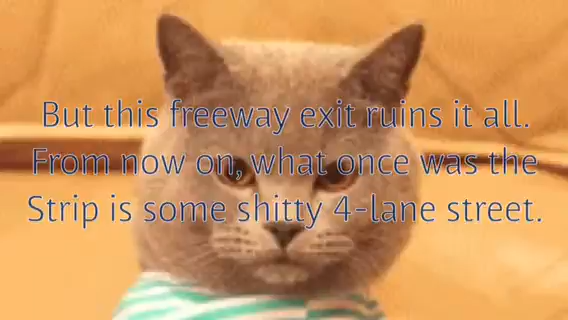 But this freeway exit ruins it all.
From now on, what once was the
Strip is some shitty 4-lane street.